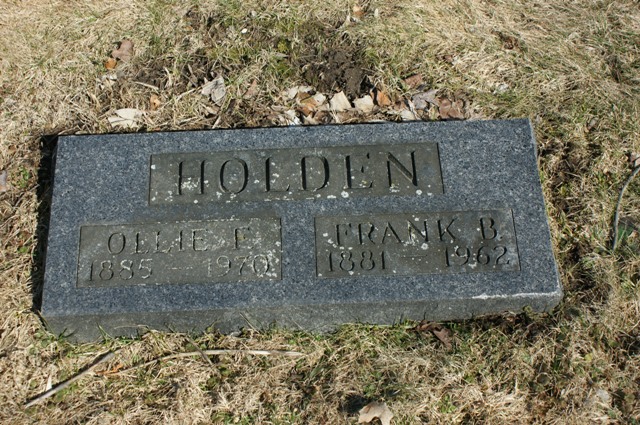 HOLDEN
OLLIE F.
1885 – 1970
FRANK B.
1881 – 1962